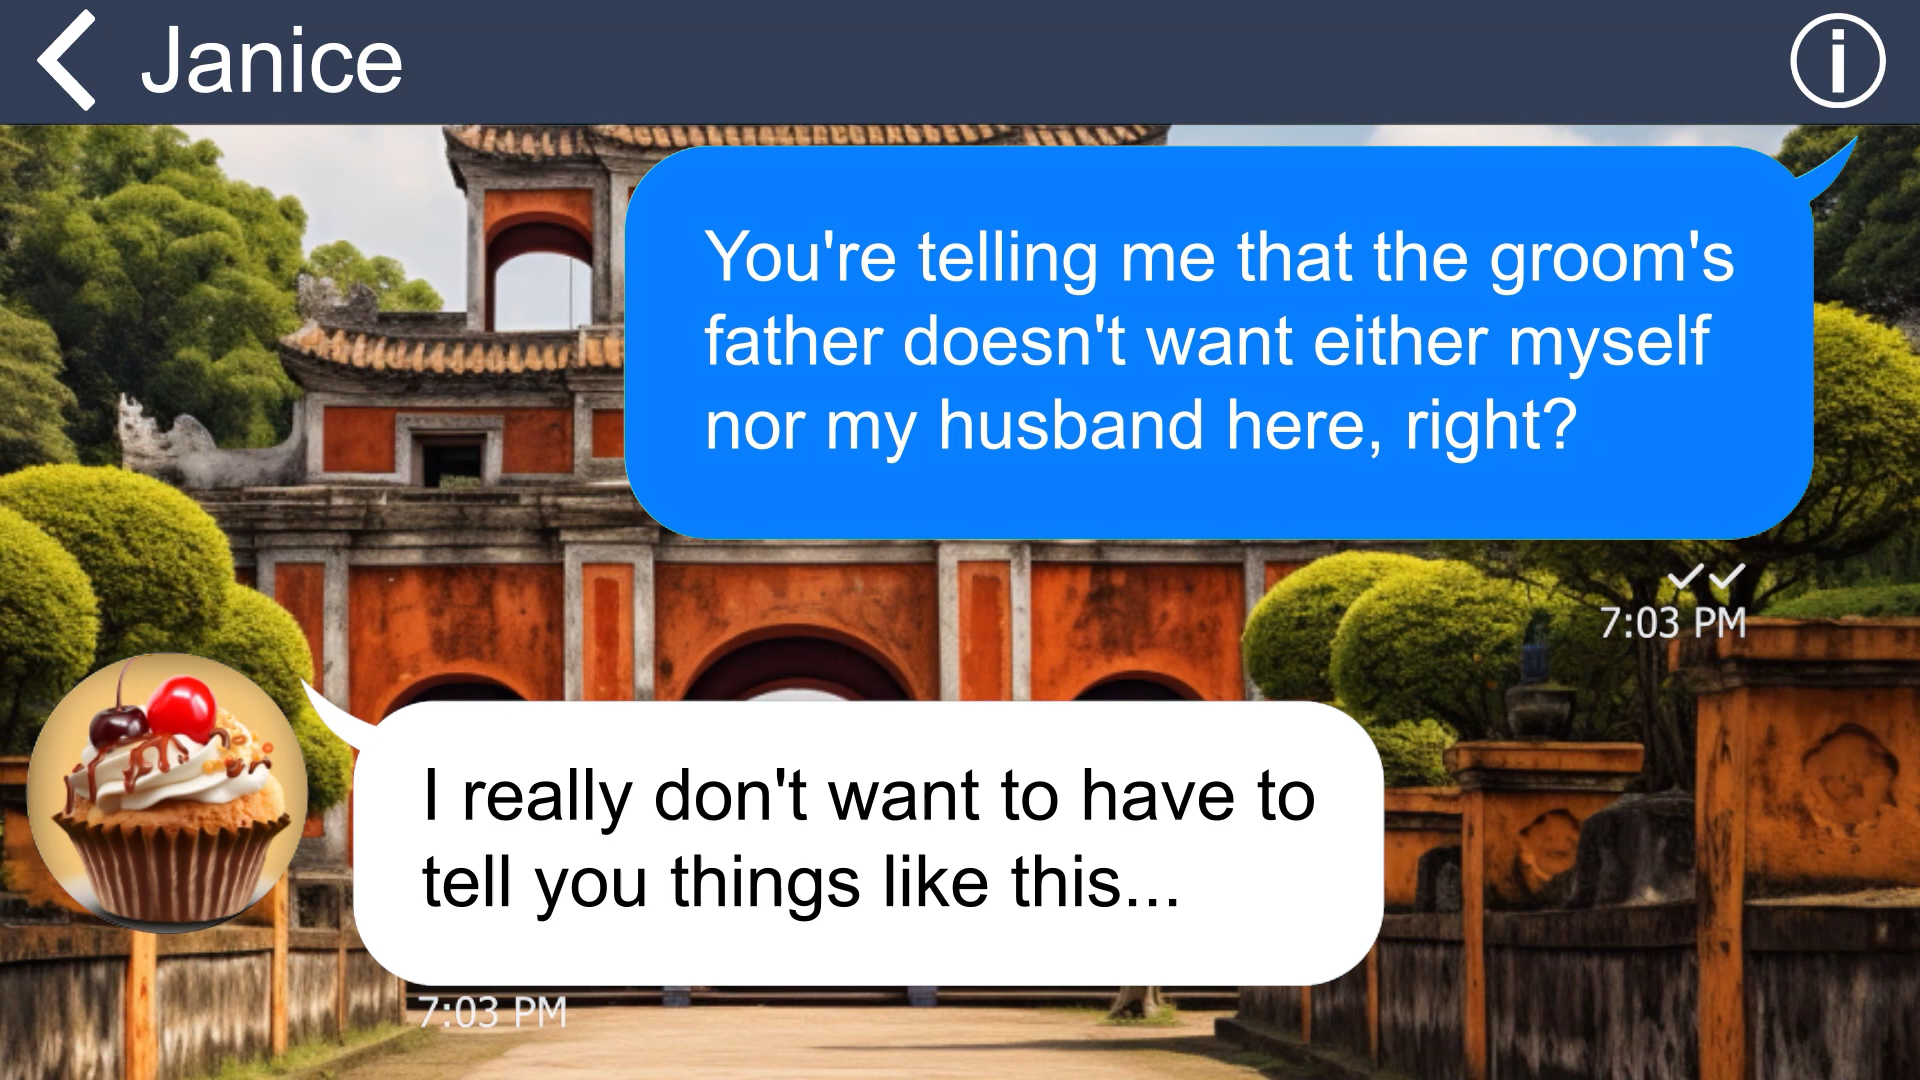 Janice
You're telling me that the groom's
father doesn't want either myself
nor my husband here, right?
7:03 PM
I really don't want to have to
tell you things like this...
7:03 PM